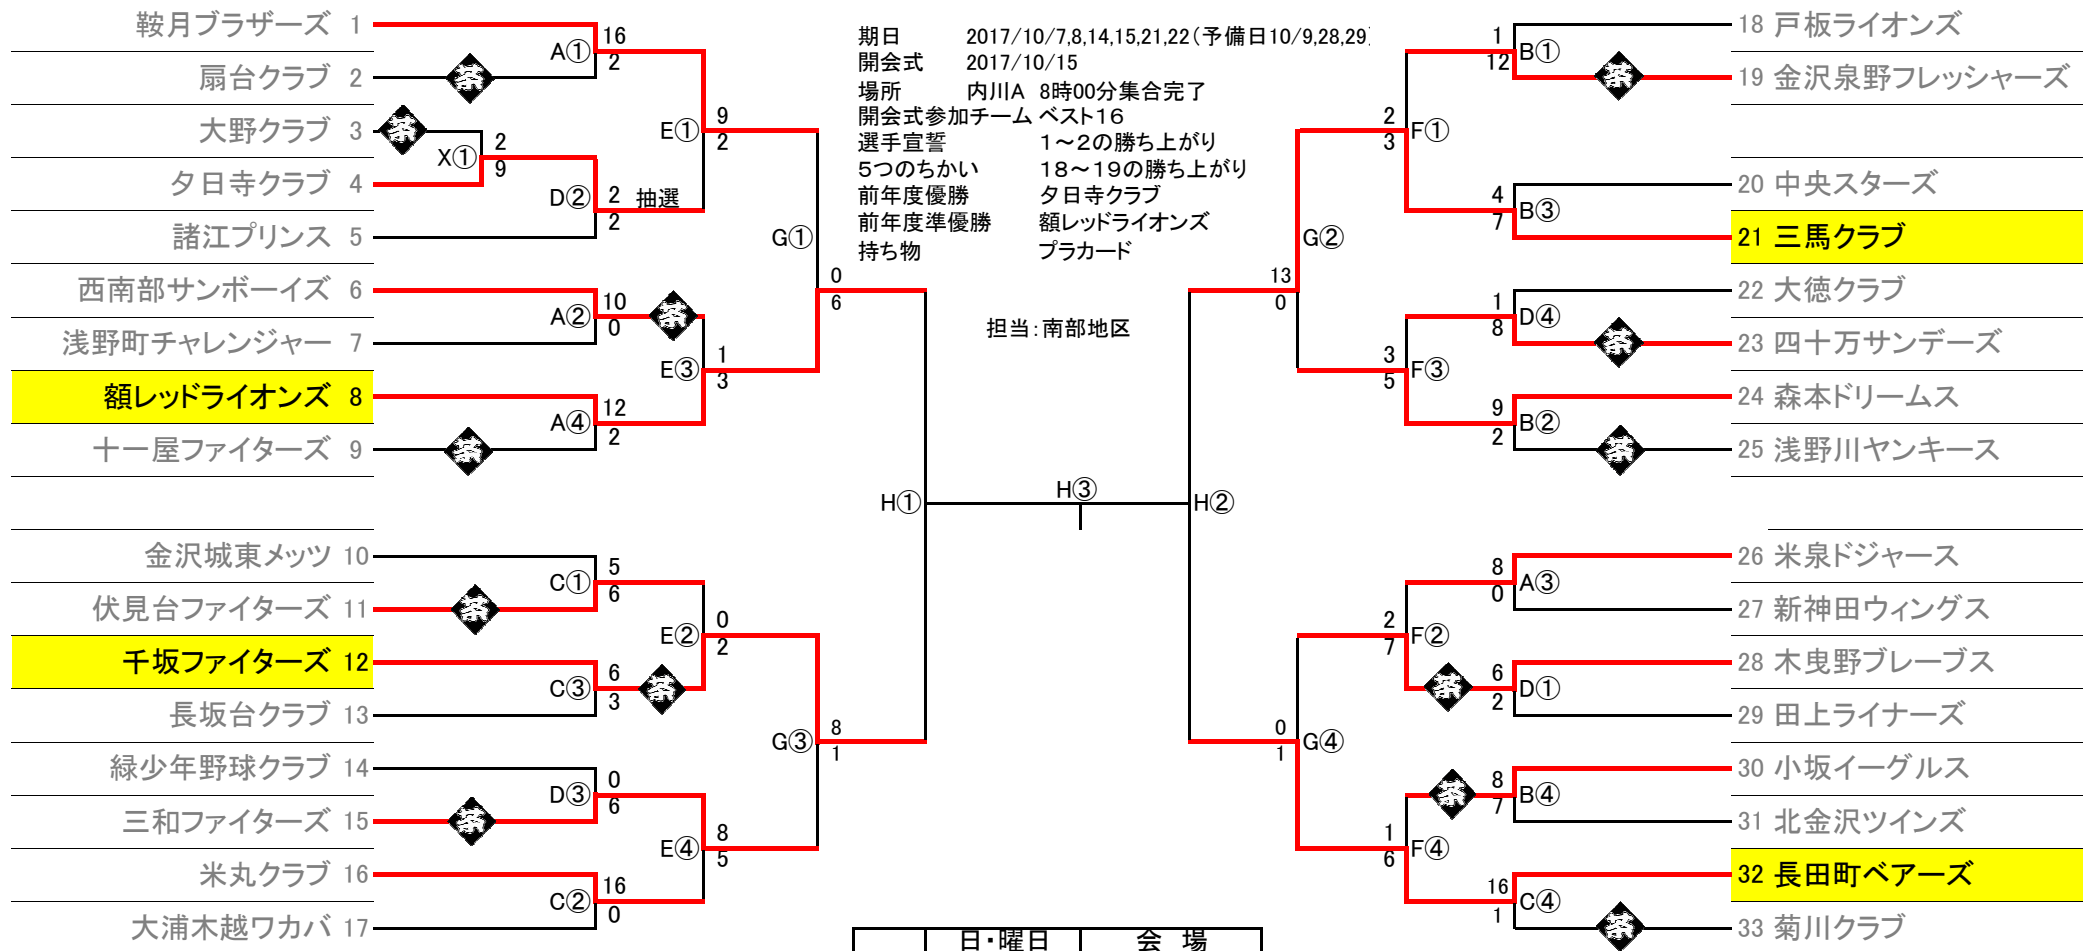 鞍月ブラザーズ 1
扇台クラブ 2
大野クラブ 3
夕日寺クラブ 4
諸江プリンス 5
西南部サンボーイズ 6
浅野町チャレンジャー 7
額レッドライオンズ 8
十一屋ファイターズ 9
金沢城東メッツ 10
伏見台ファイターズ 11
千坂ファイターズ 12
長坂台クラブ 13
緑少年野球クラブ 14
三和ファイターズ 15
米丸クラブ 16
大浦木越ワカバ 17
A① 16 2
X① 2 9
D② 2 2 抽選
A② 10 0
A④ 12 2
C① 5 6
C③ 6 3
D③ 0 6
C② 16 0
E① 9 2
E③ 1 3
E② 0 2
E④ 8 5
G① 0 6
G③ 8 1
H①
期日 2017/10/7,8,14,15,21,22(予備日10/9,28,29)
開会式 2017/10/15
場所 内川A 8時00分集合完了
開会式参加チーム ベスト16
選手宣誓 1~2の勝ち上がり
5つのちかい 18~19の勝ち上がり
前年度優勝 夕日寺クラブ
前年度準優勝 額レッドライオンズ
持ち物 プラカード
担当:南部地区
H③
H②
13 0 G②
0 1 G④
2 3 F①
3 5 F③
2 7 F②
1 6 F④
1 12 B①
4 7 B③
1 8 D④
9 2 B②
8 0 A③
6 2 D①
8 7 B④
16 1 C④
18 戸板ライオンズ
19 金沢泉野フレッシャーズ
20 中央スターズ
21 三馬クラブ
22 大徳クラブ
23 四十万サンデーズ
24 森本ドリームス
25 浅野川ヤンキース
26 米泉ドジャース
27 新神田ウィングス
28 木曳野ブレーブス
29 田上ライナーズ
30 小坂イーグルス
31 北金沢ツインズ
32 長田町ベアーズ
33 菊川クラブ
日・曜日 会 場